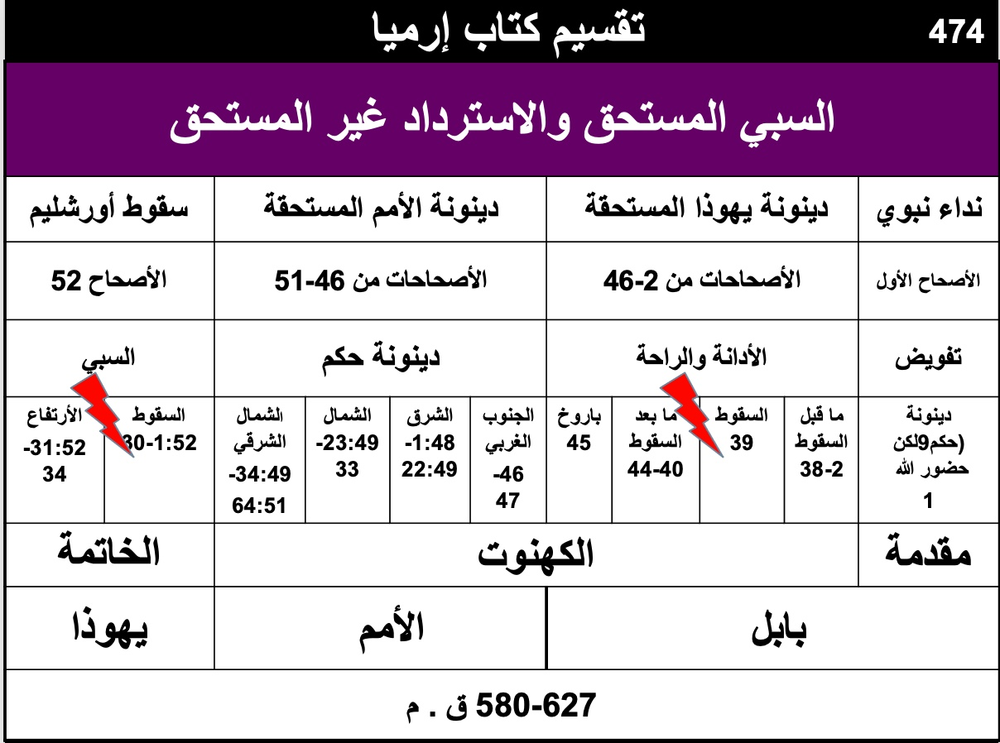 474
تقسيم كتاب إرميا
السبي المستحق والاسترداد غير المستحق
نداء نبوي
دينونة يهوذا المستحقة
دينونة الأمم المستحقة
سقوط أورشليم
الأصحاح الأول
الأصحاحات من 2-46
الأصحاحات من 46-51
الأصحاح 52
تفويض
الأدانة والراحة
دينونة حكم
السبي
دينونة
(حكم9لكن
حضور الله
1
ما قبل
السقوط
2-38
السقوط
39
ما بعد
السقوط
40-44
باروخ
45
الجنوب
الغربي
46-
47
الشرق
1:48-
22:49
الشمال
23:49-
33
الشمال
الشرقي
34:49-
64:51
السقوط
1:52-30
الأرتفاع
31:52-
34
مقدمة
الكهنوت
الخاتمة
بابل
الأمم
يهوذا
627-580 ق . م